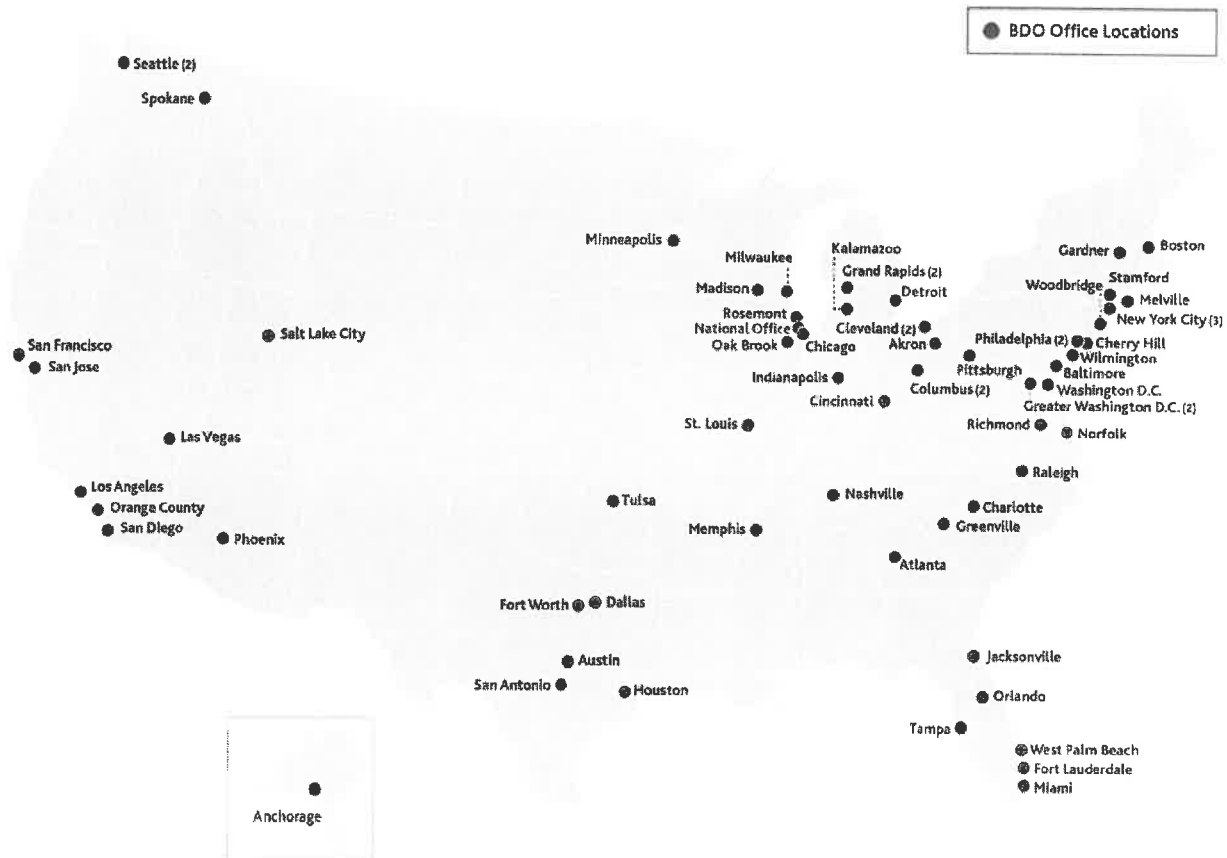 BDO Office Locations
Seattle (2)
Spokane
Minneapolis
Milwaukee
Kalamazoo
Grand Rapids (2)
Detroit
Madison
Rosemont
National Office
Oak Brook
Chicago
Cleveland (2)
Akron
Gardner
Boston
Woodbridge
Stamford
Melville
New York City (3)
Philadelphia (2)
Cherry Hill
Wilmington
Pittsburgh
Baltimore
Washington D.C.
Greater Washington D.C. (2)
Salt Lake City
San Francisco
San Jose
Indianapolis
Columbus (2)
Cincinnati
Richmond
Norfolk
St. Louis
Las Vegas
Raleigh
Los Angeles
Orange County
San Diego
Phoenix
Tulsa
Nashville
Memphis
Charlotte
Greenville
Atlanta
Fort Worth
Dallas
Austin
San Antonio
Houston
Jacksonville
Orlando
Tampa
West Palm Beach
Fort Lauderdale
Miami
Anchorage